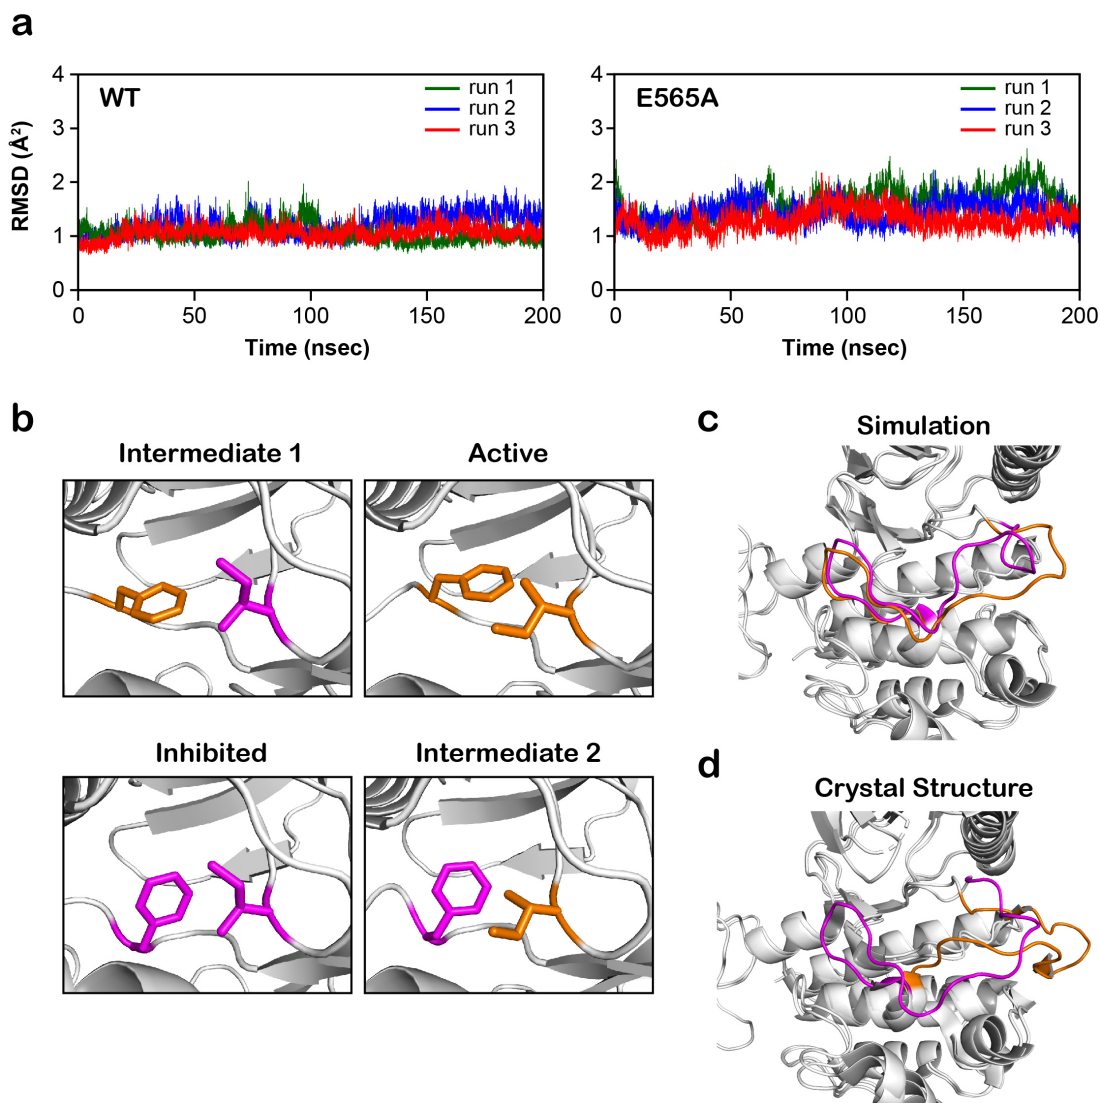 a
4
3
2
1
0
RMSD (Å²)
WT
run 1
run 2
run 3
0
50
100
150
200
Time (nsec)
4
3
2
1
0
E565A
run 1
run 2
run 3
0
50
100
150
200
Time (nsec)
b
Intermediate 1
Active
Inhibited
Intermediate 2
c
Simulation
d
Crystal Structure